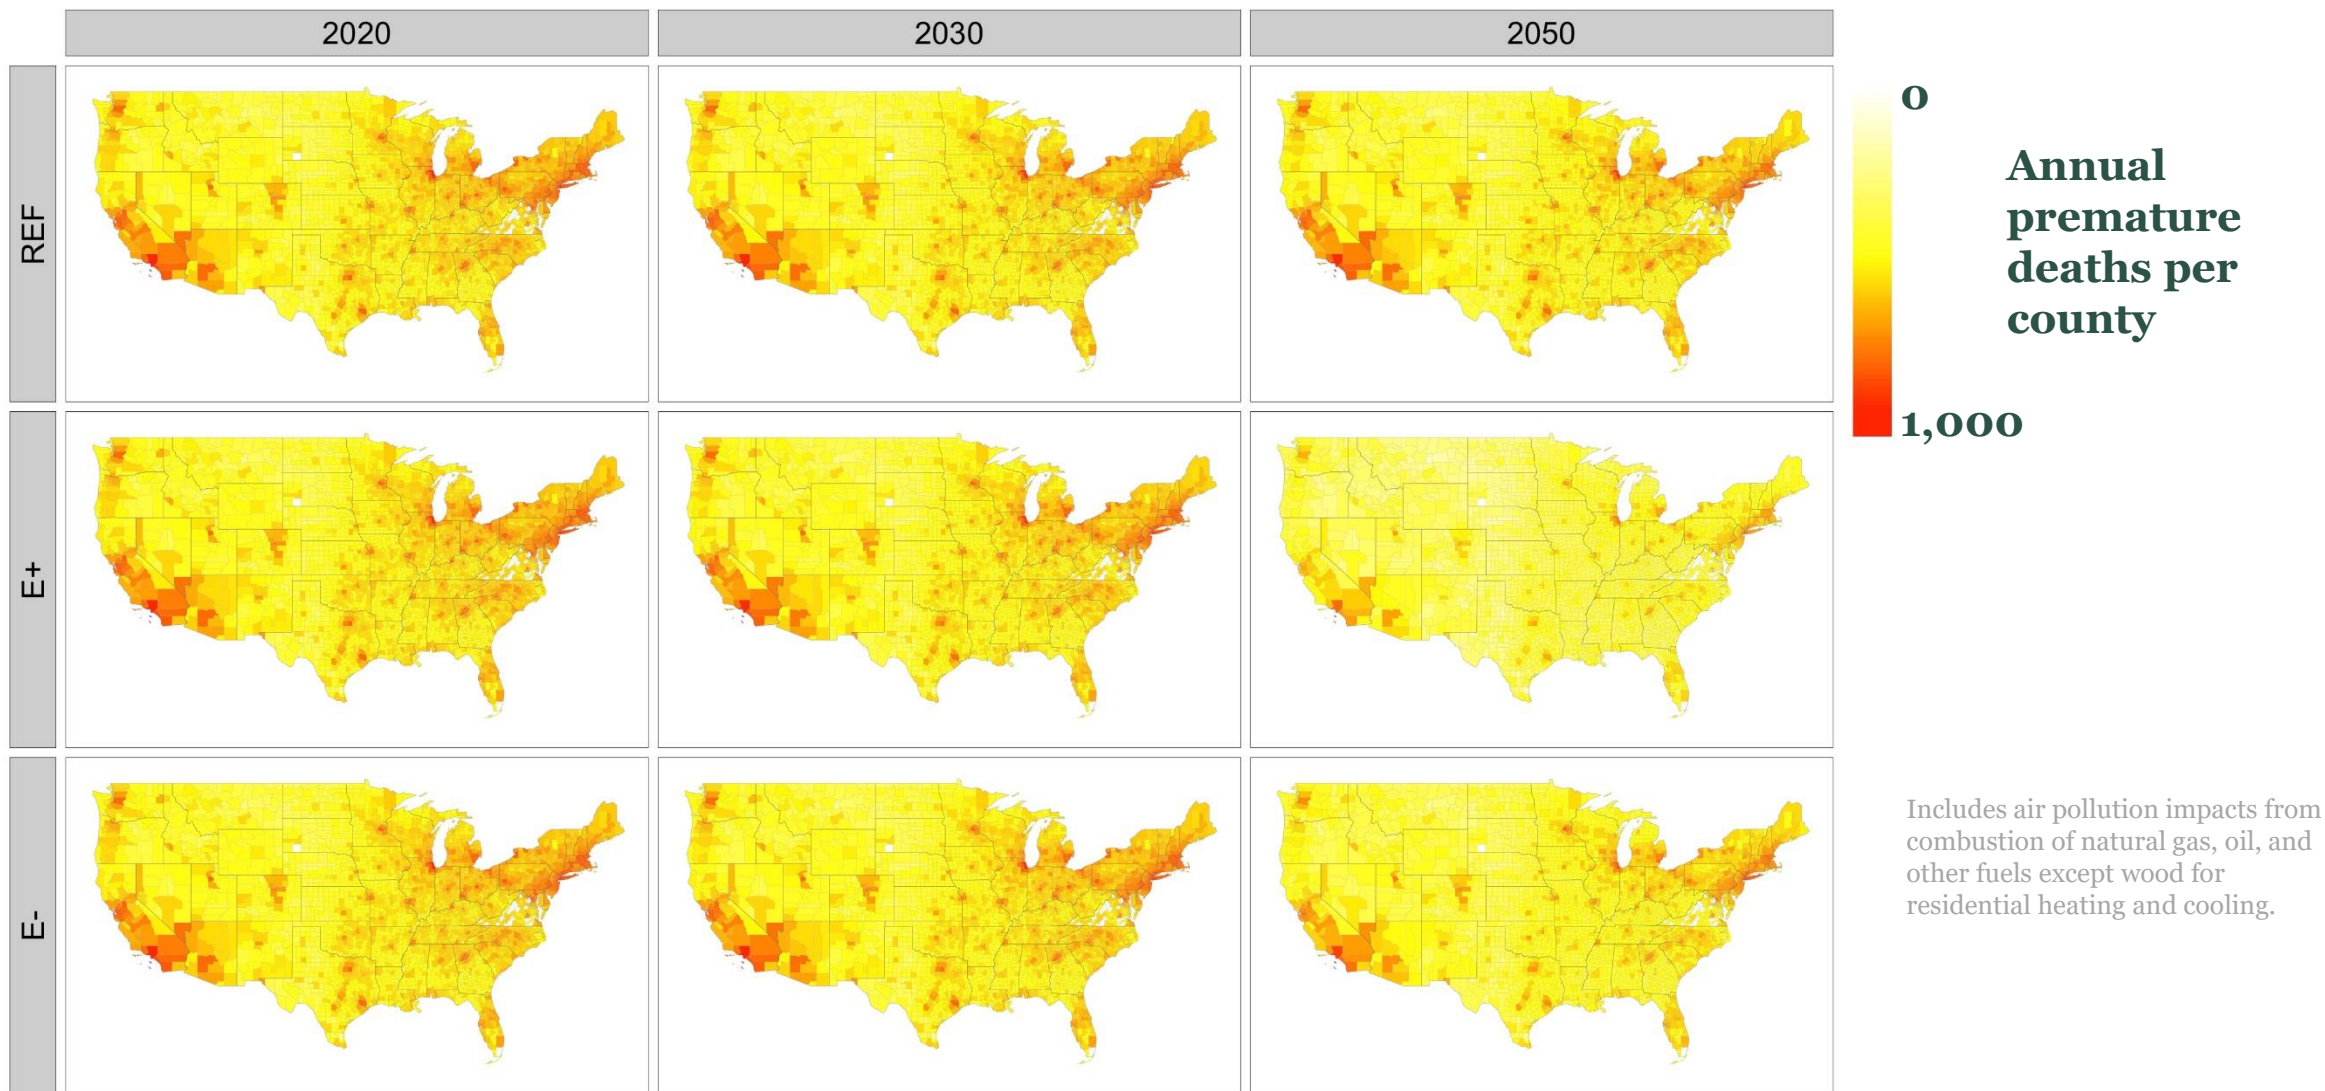 2020
2030
2050
REF
0
Annual
premature
deaths per
county
1,000
E+
E-
Includes air pollution impacts from
combustion of natural gas, oil, and
other fuels except wood for
residential heating and cooling.